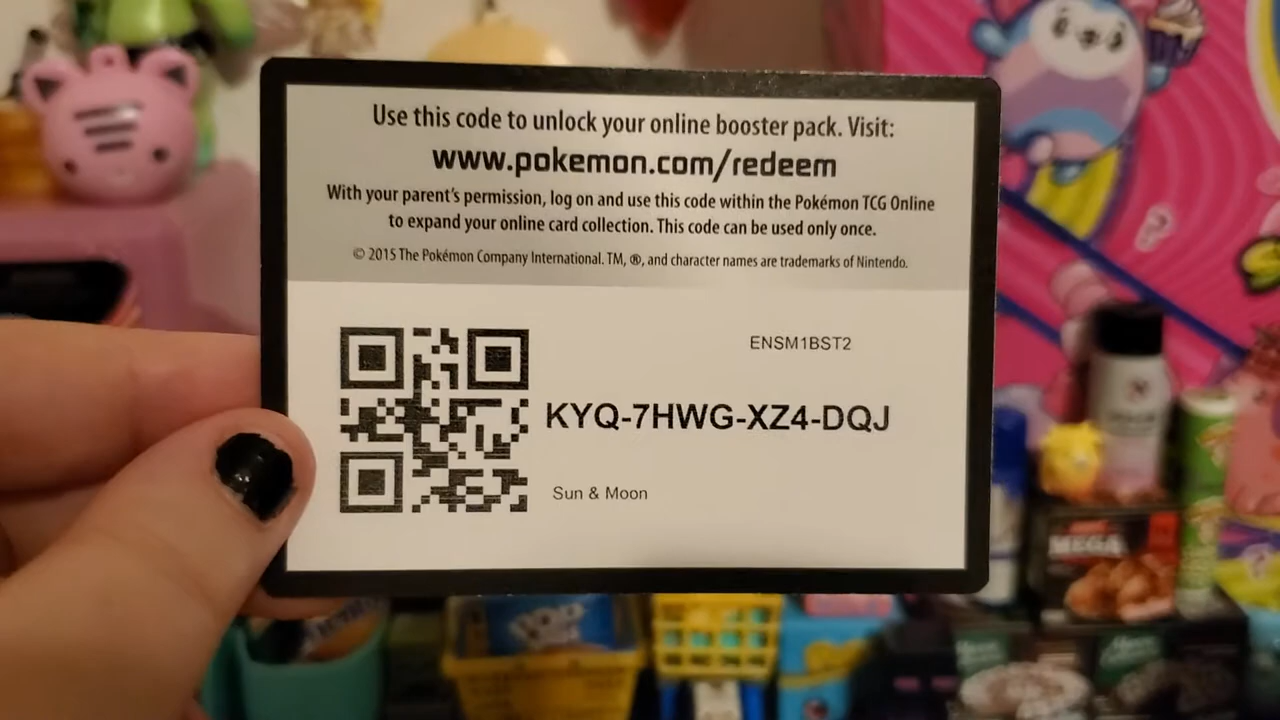 Use this code to unlock your online booster pack. Visit:
www.pokemon.com/redeem
With your parent's permission, log on and use this code within the Pokémon TCG Online
to expand your online card collection. This code can be used only once.
© 2015 The Pokémon Company International. TM, ®, and character names are trademarks of Nintendo.
ENSM1BST2
KYQ-7HWG-XZ4-DQJ
Sun & Moon
MEGA